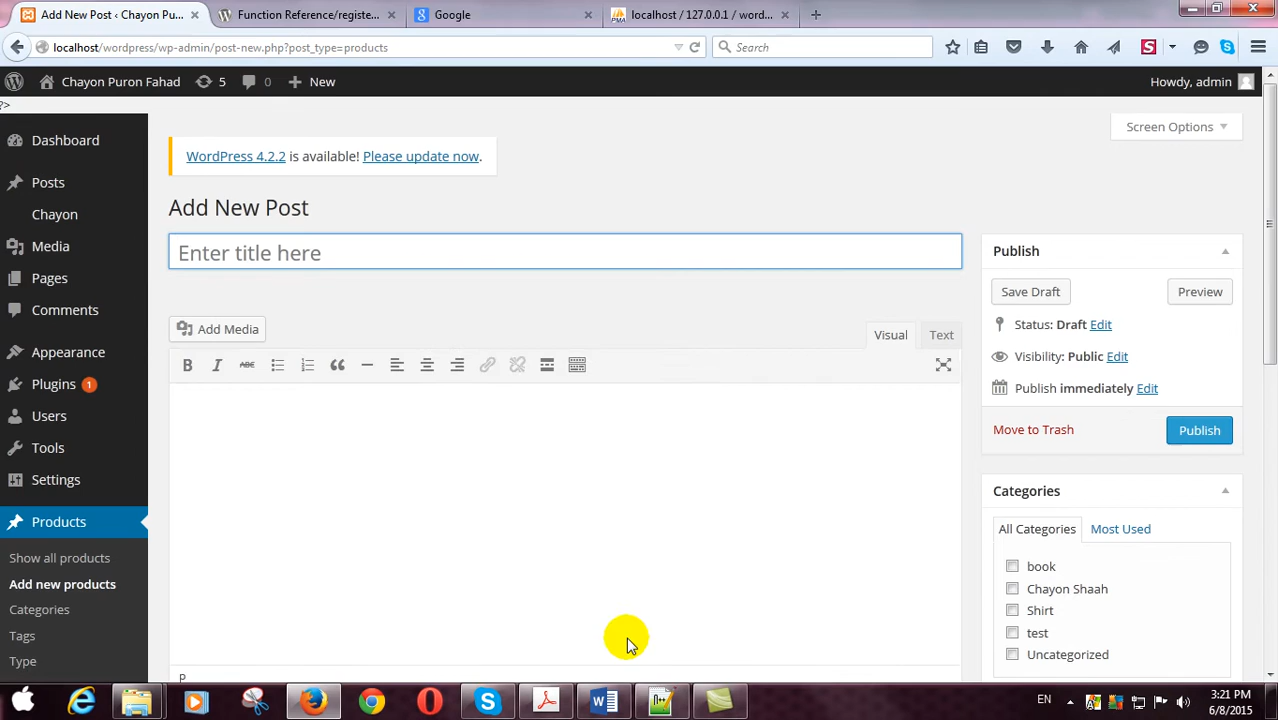 Add New Post ‹ Chayon Pu... ×
Function Reference/registe... ×
Google ×
localhost / 127.0.0.1 / word... ×
localhost/wordpress/wp-admin/post-new.php?post_type=products
Search
Chayon Puron Fahad
5
0
New
Howdy, admin
?>
Screen Options
Dashboard
Posts
Chayon
Media
Pages
Comments
Appearance
Plugins 1
Users
Tools
Settings
Products
Show all products
Add new products
Categories
Tags
Type
WordPress 4.2.2 is available! Please update now.
Add New Post
Enter title here
Add Media
Visual
Text
B I ABC
p
Publish
Save Draft
Preview
Status: Draft Edit
Visibility: Public Edit
Publish immediately Edit
Move to Trash
Publish
Categories
All Categories
Most Used
book
Chayon Shaah
Shirt
test
Uncategorized
EN
3:21 PM
6/8/2015